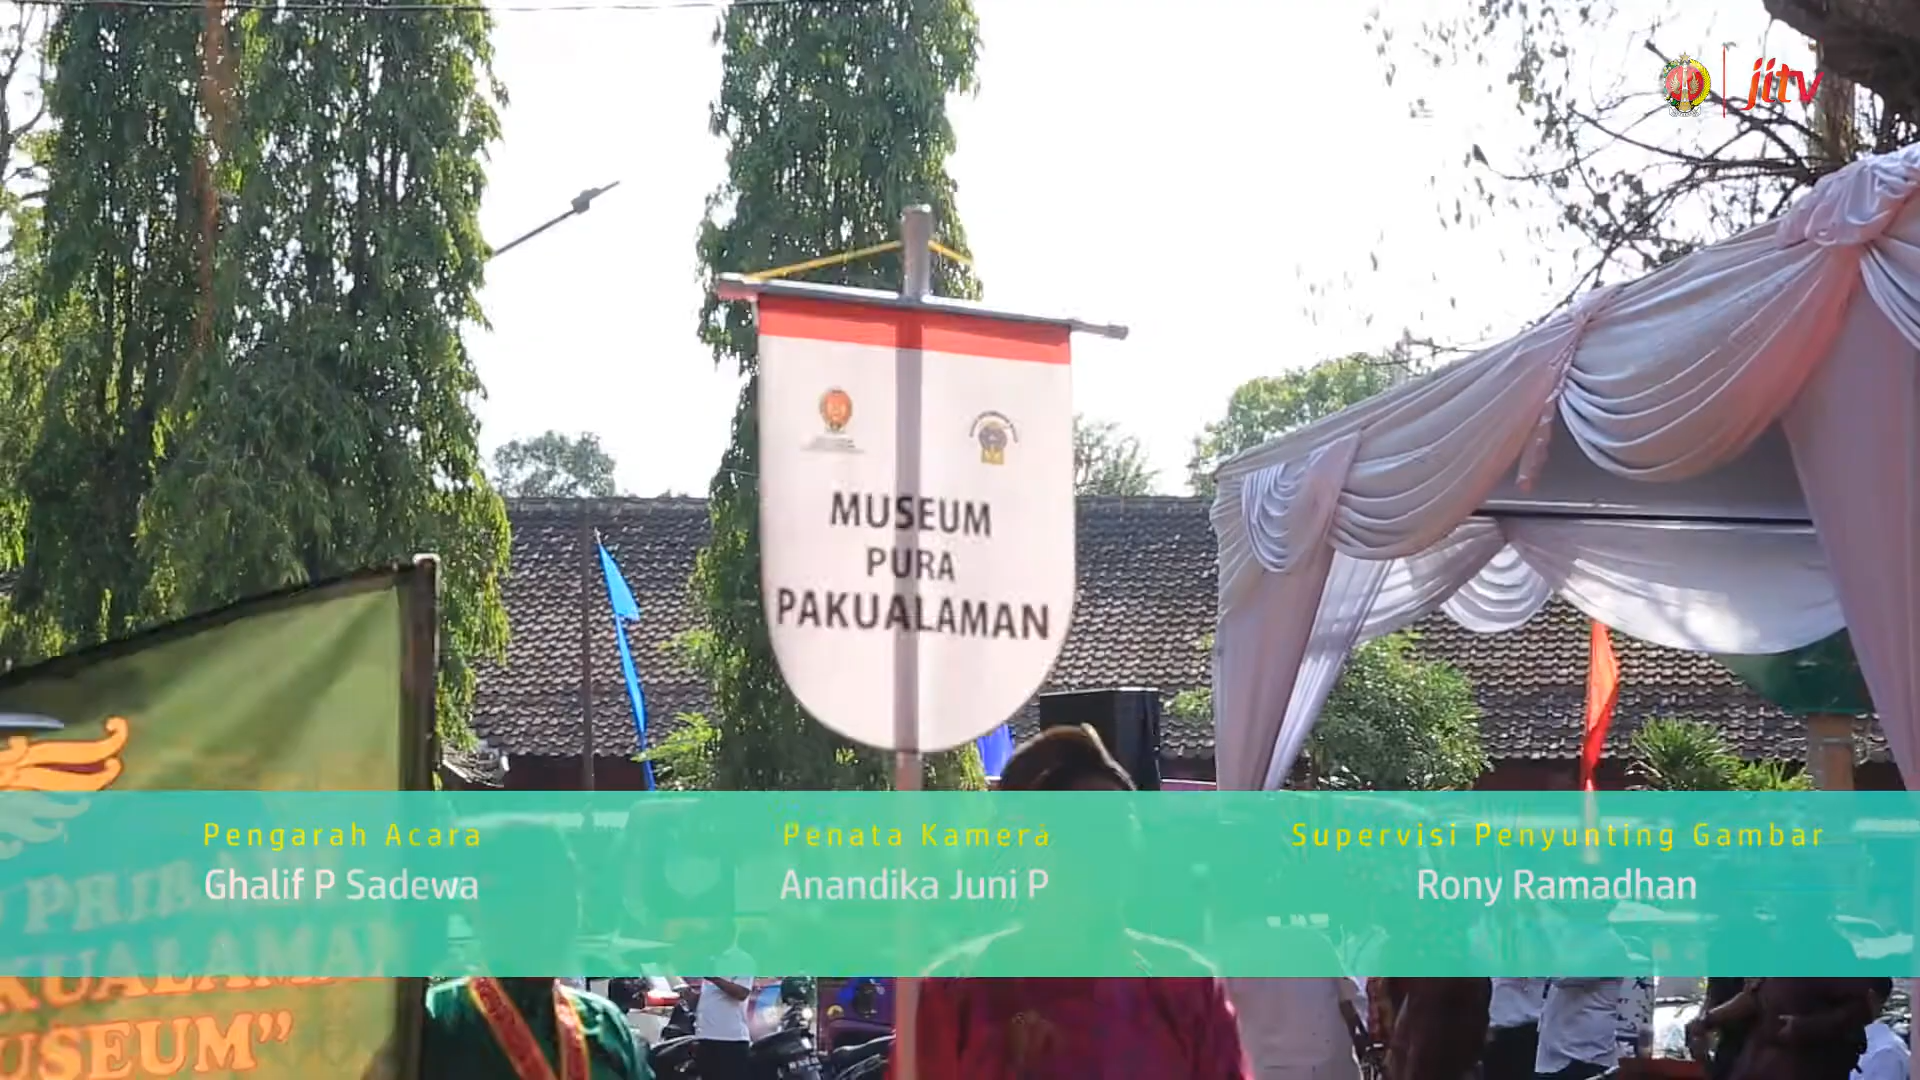 jitv
MUSEUM
PURA
PAKUALAMAN
Pengarah Acara
Ghalif P Sadewa
Penata Kamera
Anandika Juni P
Supervisi Penyunting Gambar
Rony Ramadhan